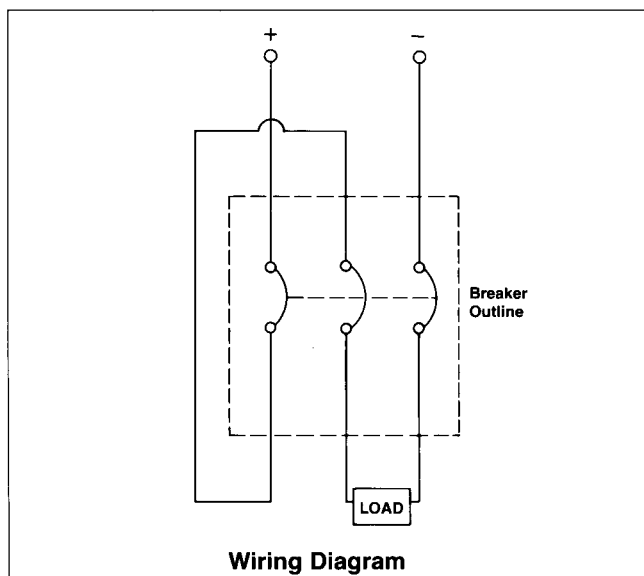 + −
Breaker
Outline
LOAD
Wiring Diagram